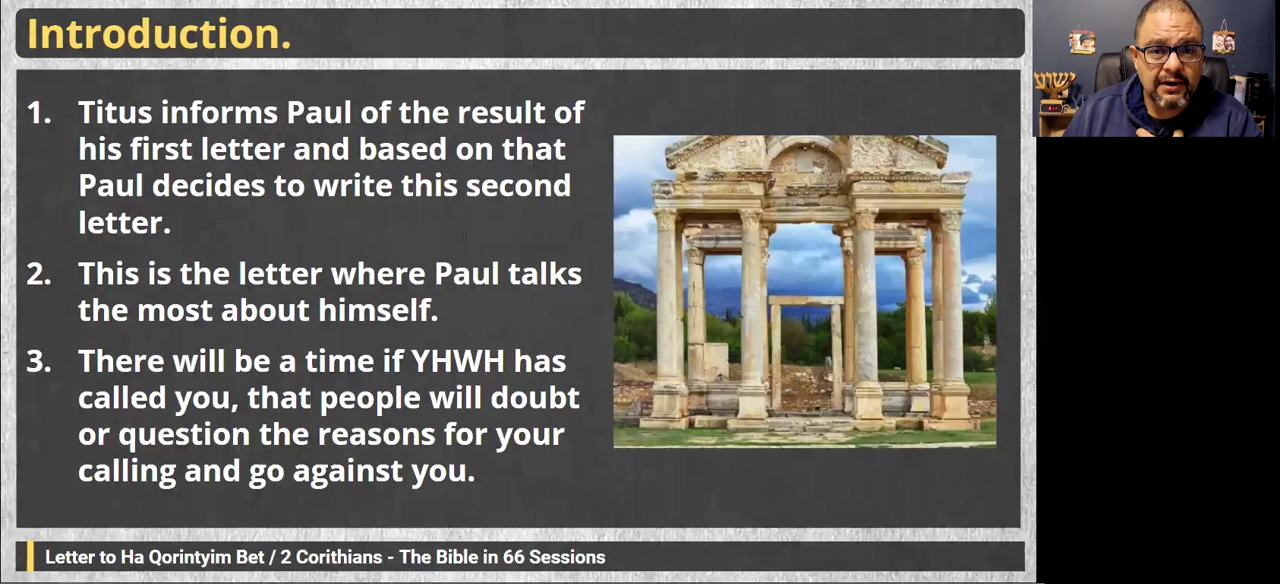 Introduction.
1. Titus informs Paul of the result of
his first letter and based on that
Paul decides to write this second
letter.
2. This is the letter where Paul talks
the most about himself.
3. There will be a time if YHWH has
called you, that people will doubt
or question the reasons for your
calling and go against you.
Letter to Ha Qorintyim Bet / 2 Corithians - The Bible in 66 Sessions